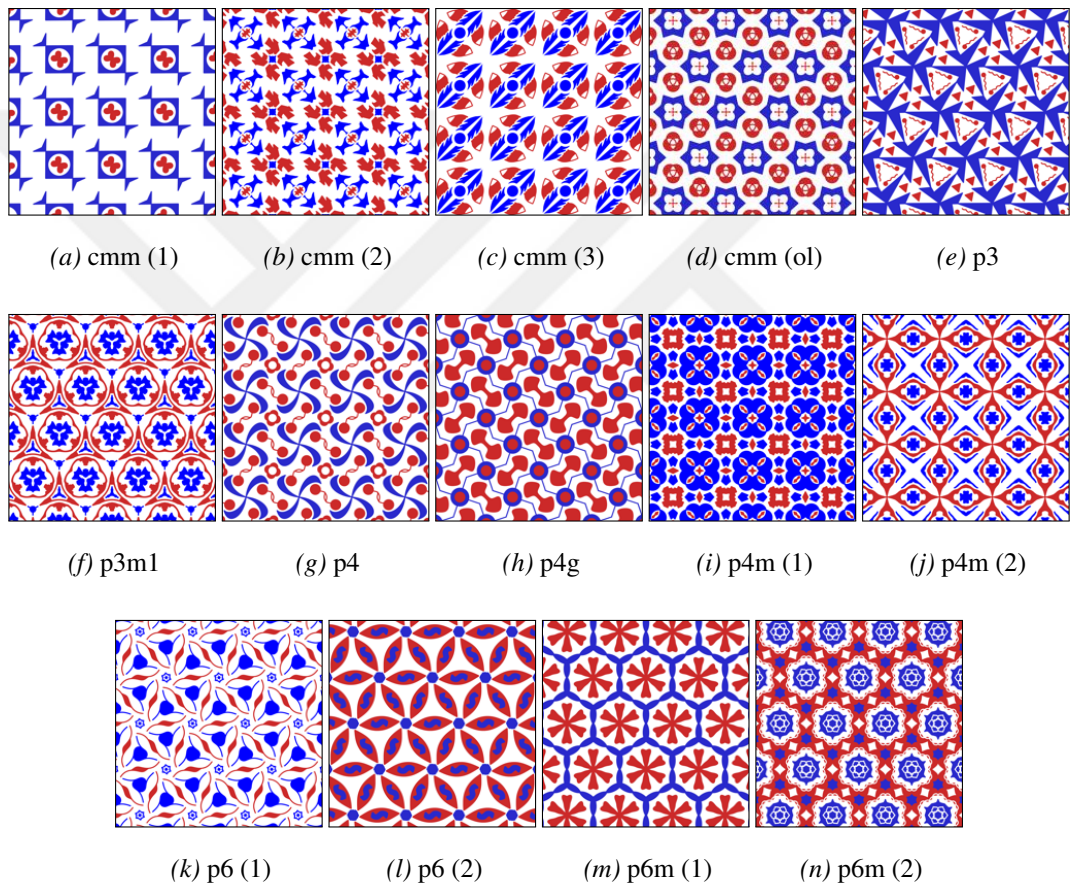 (a) cmm (1) (b) cmm (2) (c) cmm (3) (d) cmm (ol) (e) p3
(f) p3m1 (g) p4 (h) p4g (i) p4m (1) (j) p4m (2)
(k) p6 (1) (l) p6 (2) (m) p6m (1) (n) p6m (2)